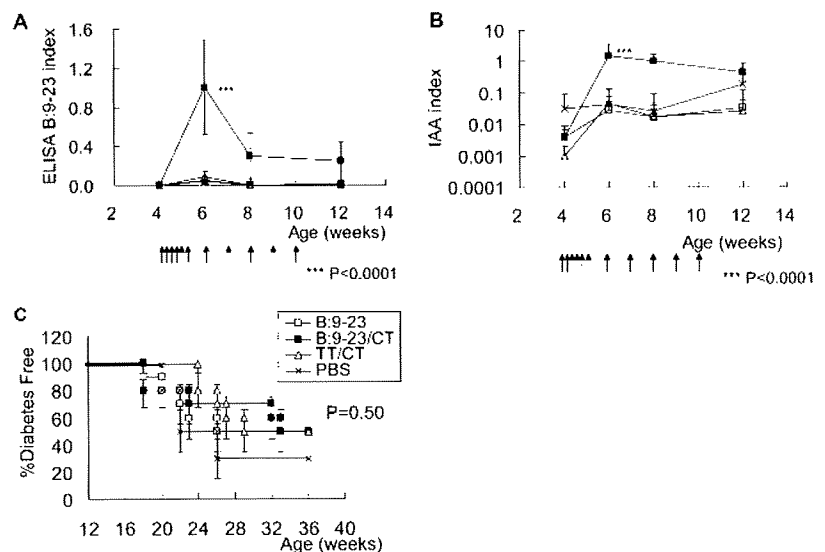 A
ELISA B:9-23 index
1.6
1.2
0.8
0.4
0.0
2 4 6 8 10 12 14
Age (weeks)
***
*** P<0.0001
B
IAA index
10
1
0.1
0.01
0.001
0.0001
2 4 6 8 10 12 14
Age (weeks)
***
*** P<0.0001
C
%Diabetes Free
120
100
80
60
40
20
0
12 16 20 24 28 32 36 40
Age (weeks)
B:9-23
B:9-23/CT
TT/CT
PBS
P=0.50